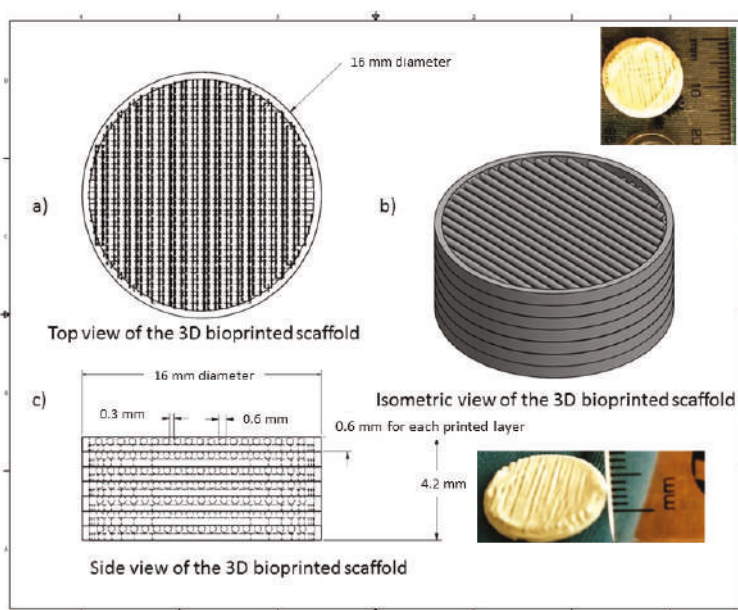 16 mm diameter
a)
b)
Top view of the 3D bioprinted scaffold
16 mm diameter
Isometric view of the 3D bioprinted scaffold
c)
0.3 mm
0.6 mm
0.6 mm for each printed layer
4.2 mm
mm
Side view of the 3D bioprinted scaffold